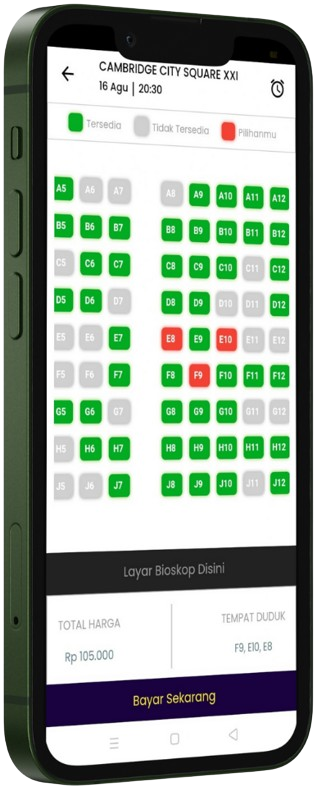 CAMBRIDGE CITY SQUARE XXI
16 Agu | 20:30
Tersedia Tidak Tersedia Pilihanmu
A5 A6 A7 A8 A9 A10 A11 A12
B5 B6 B7 B8 B9 B10 B11 B12
C5 C6 C7 C8 C9 C10 C11 C12
D5 D6 D7 D8 D9 D10 D11 D12
E5 E6 E7 E8 E9 E10 E11 E12
F5 F6 F7 F8 F9 F10 F11 F12
G5 G6 G7 G8 G9 G10 G11 G12
H5 H6 H7 H8 H9 H10 H11 H12
J5 J6 J7 J8 J9 J10 J11 J12
Layar Bioskop Disini
TOTAL HARGA TEMPAT DUDUK
Rp 105.000 F9, E10, E8
Bayar Sekarang